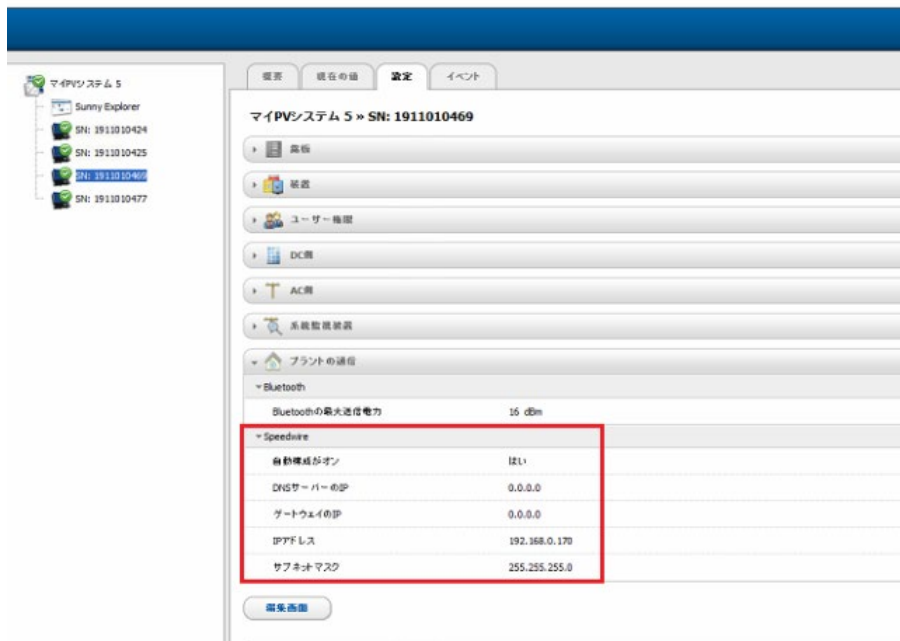 概要
現在の値
設定
イベント
マイPVシステム 5
Sunny Explorer
SN: 1911010424
SN: 1911010425
SN: 1911010469
SN: 1911010477
マイPVシステム 5 » SN: 1911010469
銘板
装置
ユーザー権限
DC側
AC側
系統監視装置
プラントの通信
Bluetooth
Bluetoothの最大送信電力 16 dBm
Speedwire
自動構成がオン はい
DNSサーバーのIP 0.0.0.0
ゲートウェイのIP 0.0.0.0
IPアドレス 192.168.0.170
サブネットマスク 255.255.255.0
編集画面